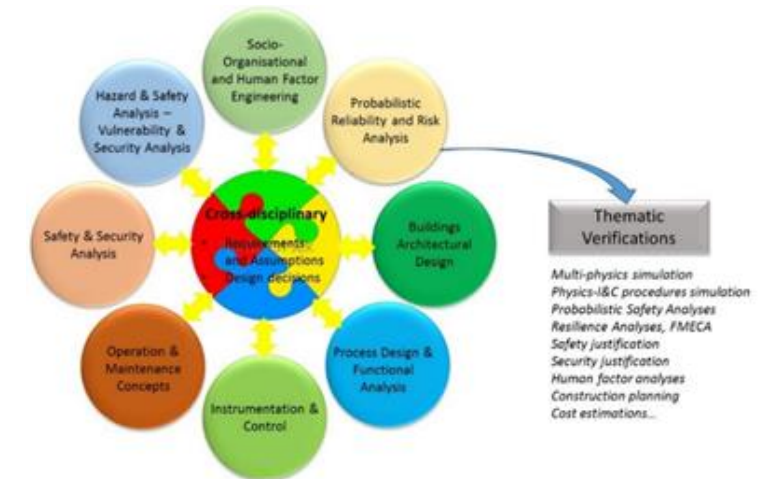 Socio-
Organisational
and Human Factor
Engineering
Hazard & Safety
Analysis –
Vulnerability &
Security Analysis
Probabilistic
Reliability and Risk
Analysis
Safety & Security
Analysis
Cross-disciplinary
Requirements
and Assumptions
Design decisions
Buildings
Architectural
Design
Operation &
Maintenance
Concepts
Instrumentation &
Control
Process Design &
Functional
Analysis
Thematic
Verifications
Multi-physics simulation
Physics-I&C procedures simulation
Probabilistic Safety Analyses
Resilience Analyses, FMECA
Safety justification
Security justification
Human factor analyses
Construction planning
Cost estimations...